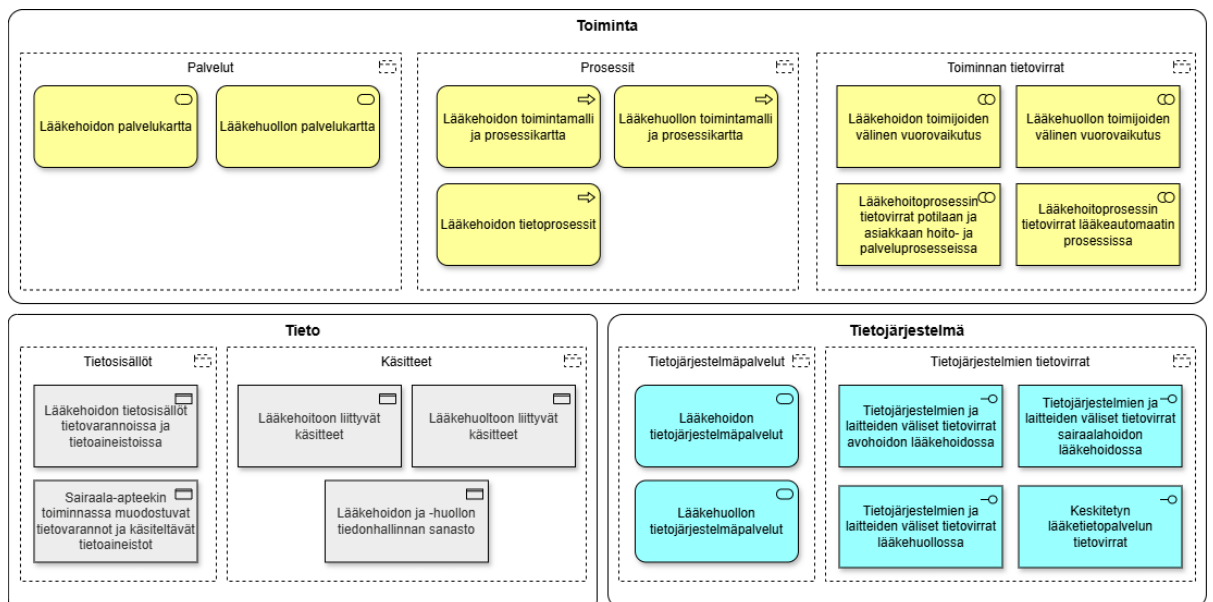 Toiminta
Palvelut
Lääkehoidon palvelukartta
Lääkehuollon palvelukartta
Prosessit
Lääkehoidon toimintamalli
ja prosessikartta
Lääkehuollon toimintamalli
ja prosessikartta
Lääkehoidon tietoprosessit
Toiminnan tietovirrat
Lääkehoidon toimijoiden
välinen vuorovaikutus
Lääkehuollon toimijoiden
välinen vuorovaikutus
Lääkehoitoprosessin
tietovirrat potilaan ja
asiakkaan hoito- ja
palveluprosesseissa
Lääkehoitoprosessin
tietovirrat lääkeautomaatin
prosessissa
Tieto
Tietosisällöt
Lääkehoidon tietosisällöt
tietovarannoissa ja
tietoaineistoissa
Sairaala-apteekin
toiminnassa muodostuvat
tietovarannot ja käsiteltävät
tietoaineistot
Käsitteet
Lääkehoitoon liittyvät
käsitteet
Lääkehuoltoon liittyvät
käsitteet
Lääkehoidon ja -huollon
tiedonhallinnan sanasto
Tietojärjestelmä
Tietojärjestelmäpalvelut
Lääkehoidon
tietojärjestelmäpalvelut
Lääkehuollon
tietojärjestelmäpalvelut
Tietojärjestelmien tietovirrat
Tietojärjestelmien ja
laitteiden väliset tietovirrat
avohoidon lääkehoidossa
Tietojärjestelmien ja
laitteiden väliset tietovirrat
sairaalahoidon
lääkehoidossa
Tietojärjestelmien ja
laitteiden väliset tietovirrat
lääkehuollossa
Keskitetyn
lääketietopalvelun
tietovirrat